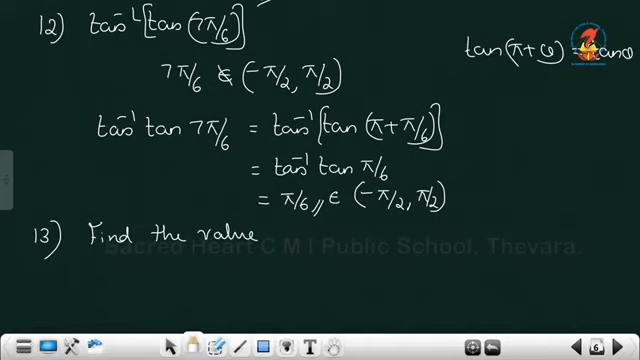 12) tan⁻¹[tan(7π/6)]
tan(π+θ) = tanθ
7π/6 ∉ (-π/2, π/2)
tan⁻¹ tan 7π/6 = tan⁻¹[tan(π+π/6)]
= tan⁻¹ tan π/6
= π/6,, ∈ (-π/2, π/2)
13) Find the value
Sacred Heart C M I Public School, Thevara.
T
6